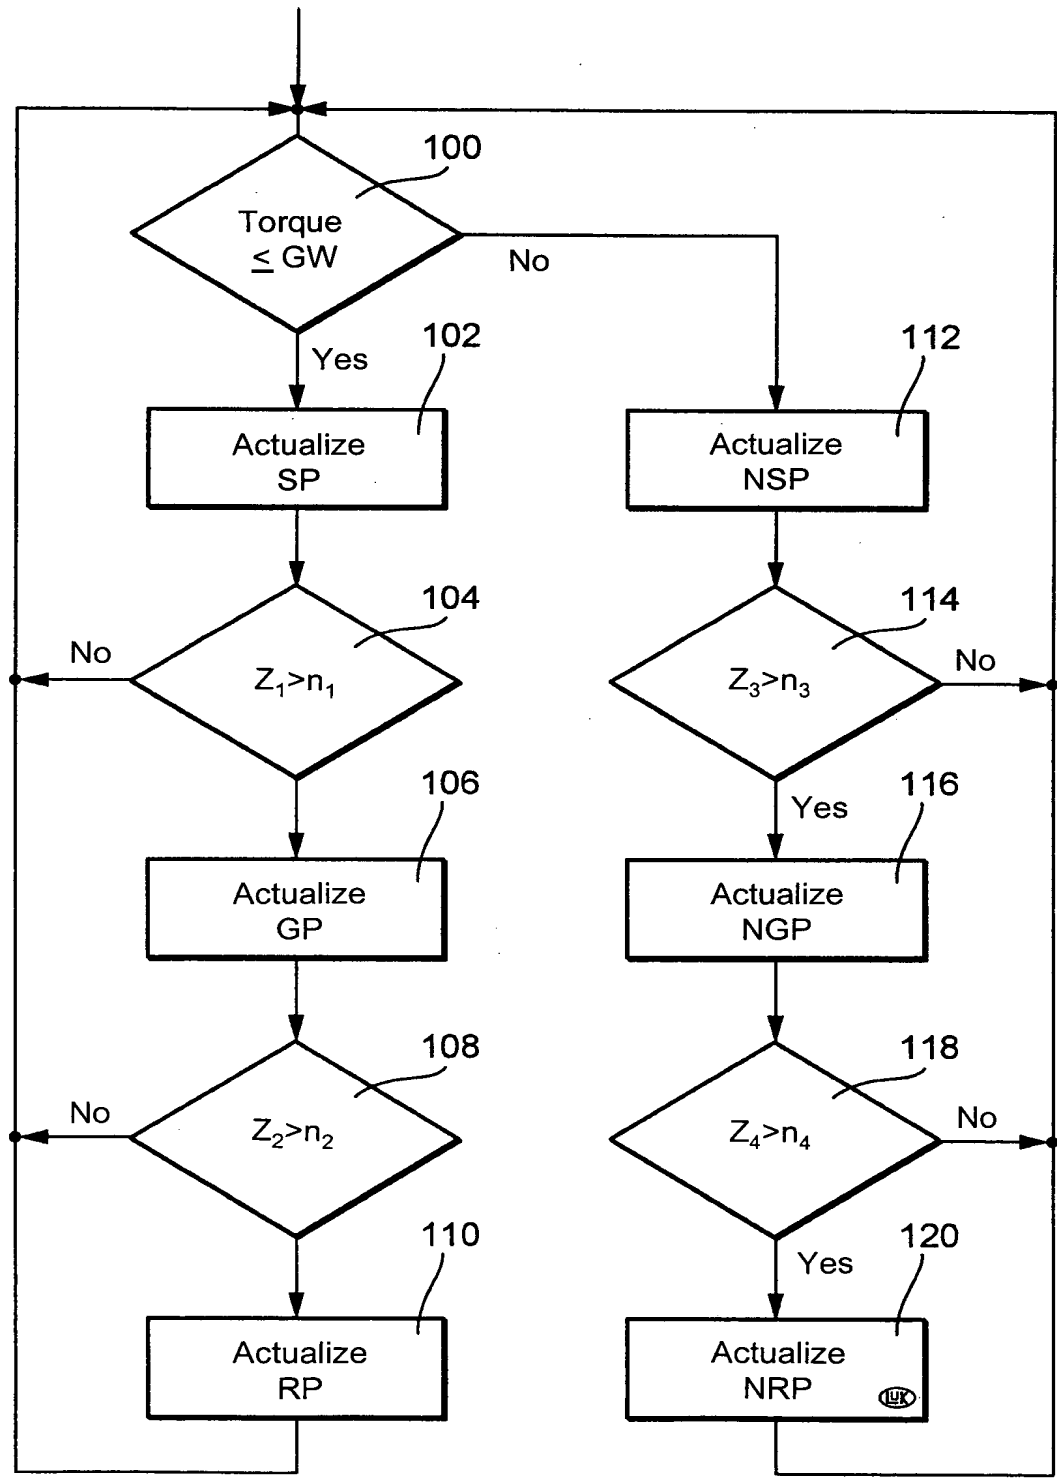 100
Torque
≤ GW
No
Yes
102
Actualize
SP
112
Actualize
NSP
104
Z1>n1
No
114
Z3>n3
No
Yes
106
Actualize
GP
116
Actualize
NGP
108
Z2>n2
No
118
Z4>n4
No
Yes
110
Actualize
RP
120
Actualize
NRP
LuK